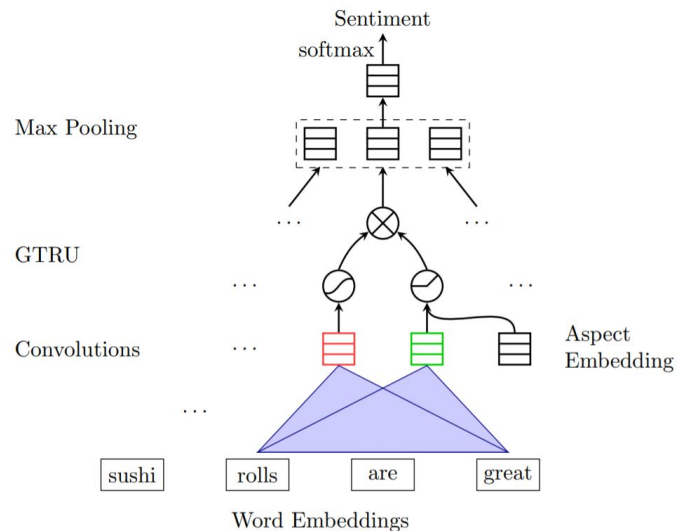 Sentiment
softmax
Max Pooling
. . .
. . .
GTRU
. . .
. . .
Convolutions
. . .
Aspect
Embedding
. . .
sushi
rolls
are
great
Word Embeddings